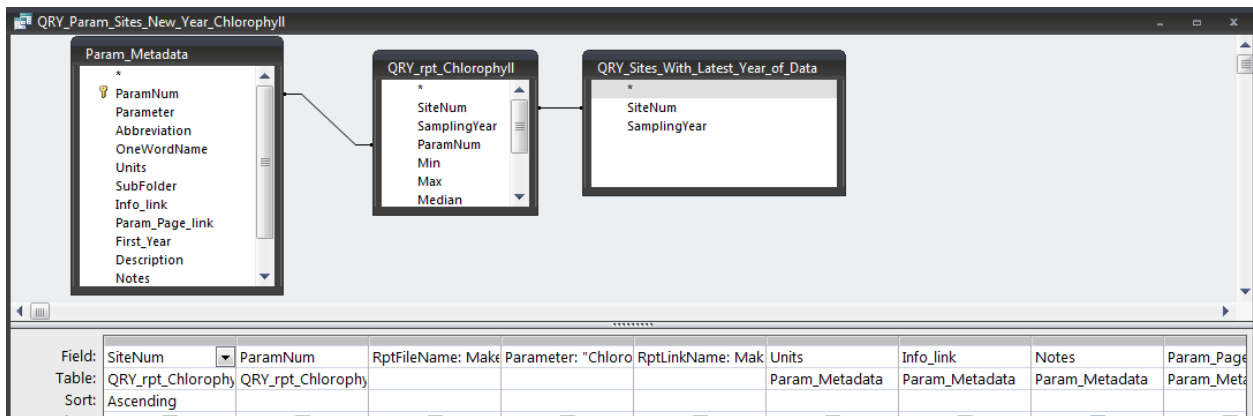 QRY_Param_Sites_New_Year_Chlorophyll
Param_Metadata
*
ParamNum
Parameter
Abbreviation
OneWordName
Units
SubFolder
Info_link
Param_Page_link
First_Year
Description
Notes
QRY_rpt_Chlorophyll
*
SiteNum
SamplingYear
ParamNum
Min
Max
Median
QRY_Sites_With_Latest_Year_of_Data
*
SiteNum
SamplingYear
Field: SiteNum ParamNum RptFileName: Make Parameter: "Chloro RptLinkName: Mak Units Info_link Notes Param_Page
Table: QRY_rpt_Chlorophy QRY_rpt_Chlorophy Param_Metadata Param_Metadata Param_Metadata Param_Meta
Sort: Ascending